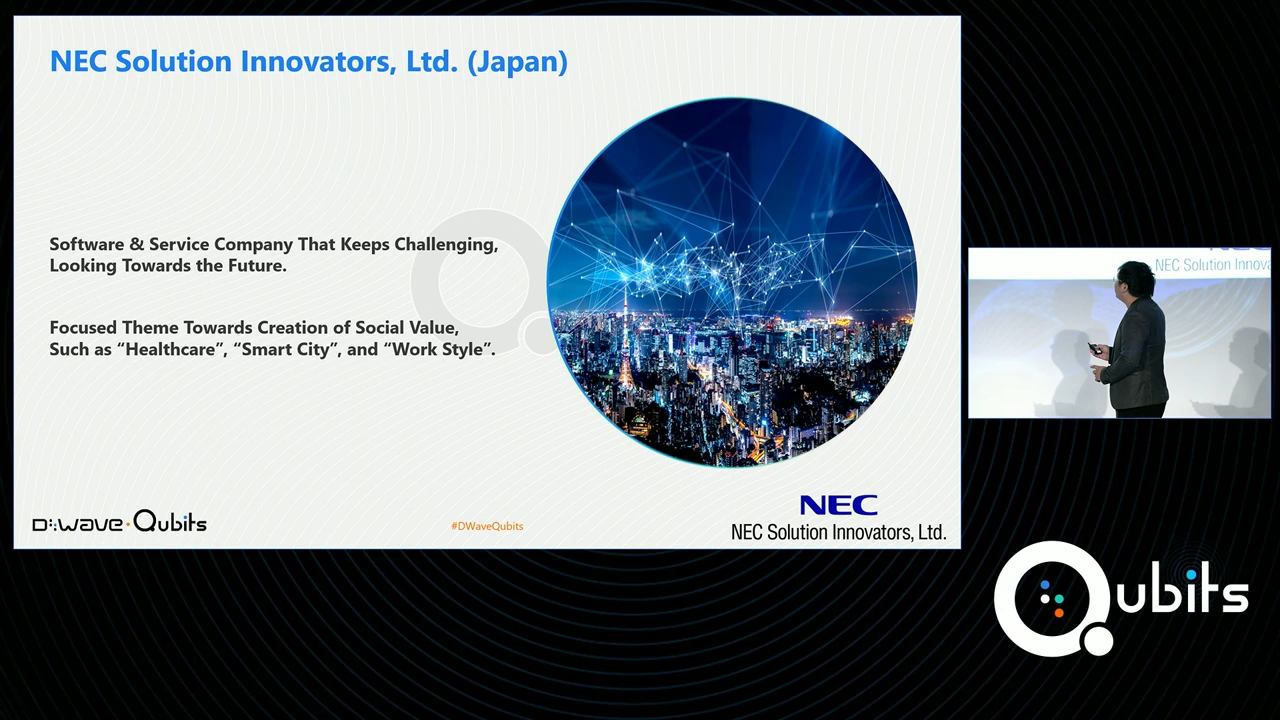 NEC Solution Innovators, Ltd. (Japan)
Software & Service Company That Keeps Challenging,
Looking Towards the Future.
Focused Theme Towards Creation of Social Value,
Such as “Healthcare”, “Smart City”, and “Work Style”.
D:wave Qubits
#DWaveQubits
NEC
NEC Solution Innovators, Ltd.
NEC
NEC Solution Innova
Qubits